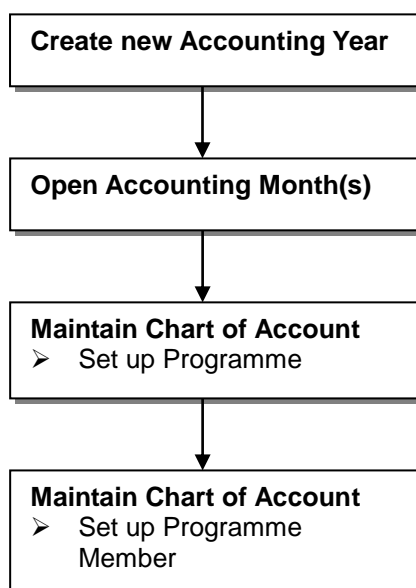 Create new Accounting Year
Open Accounting Month(s)
Maintain Chart of Account
➢ Set up Programme
Maintain Chart of Account
➢ Set up Programme
Member